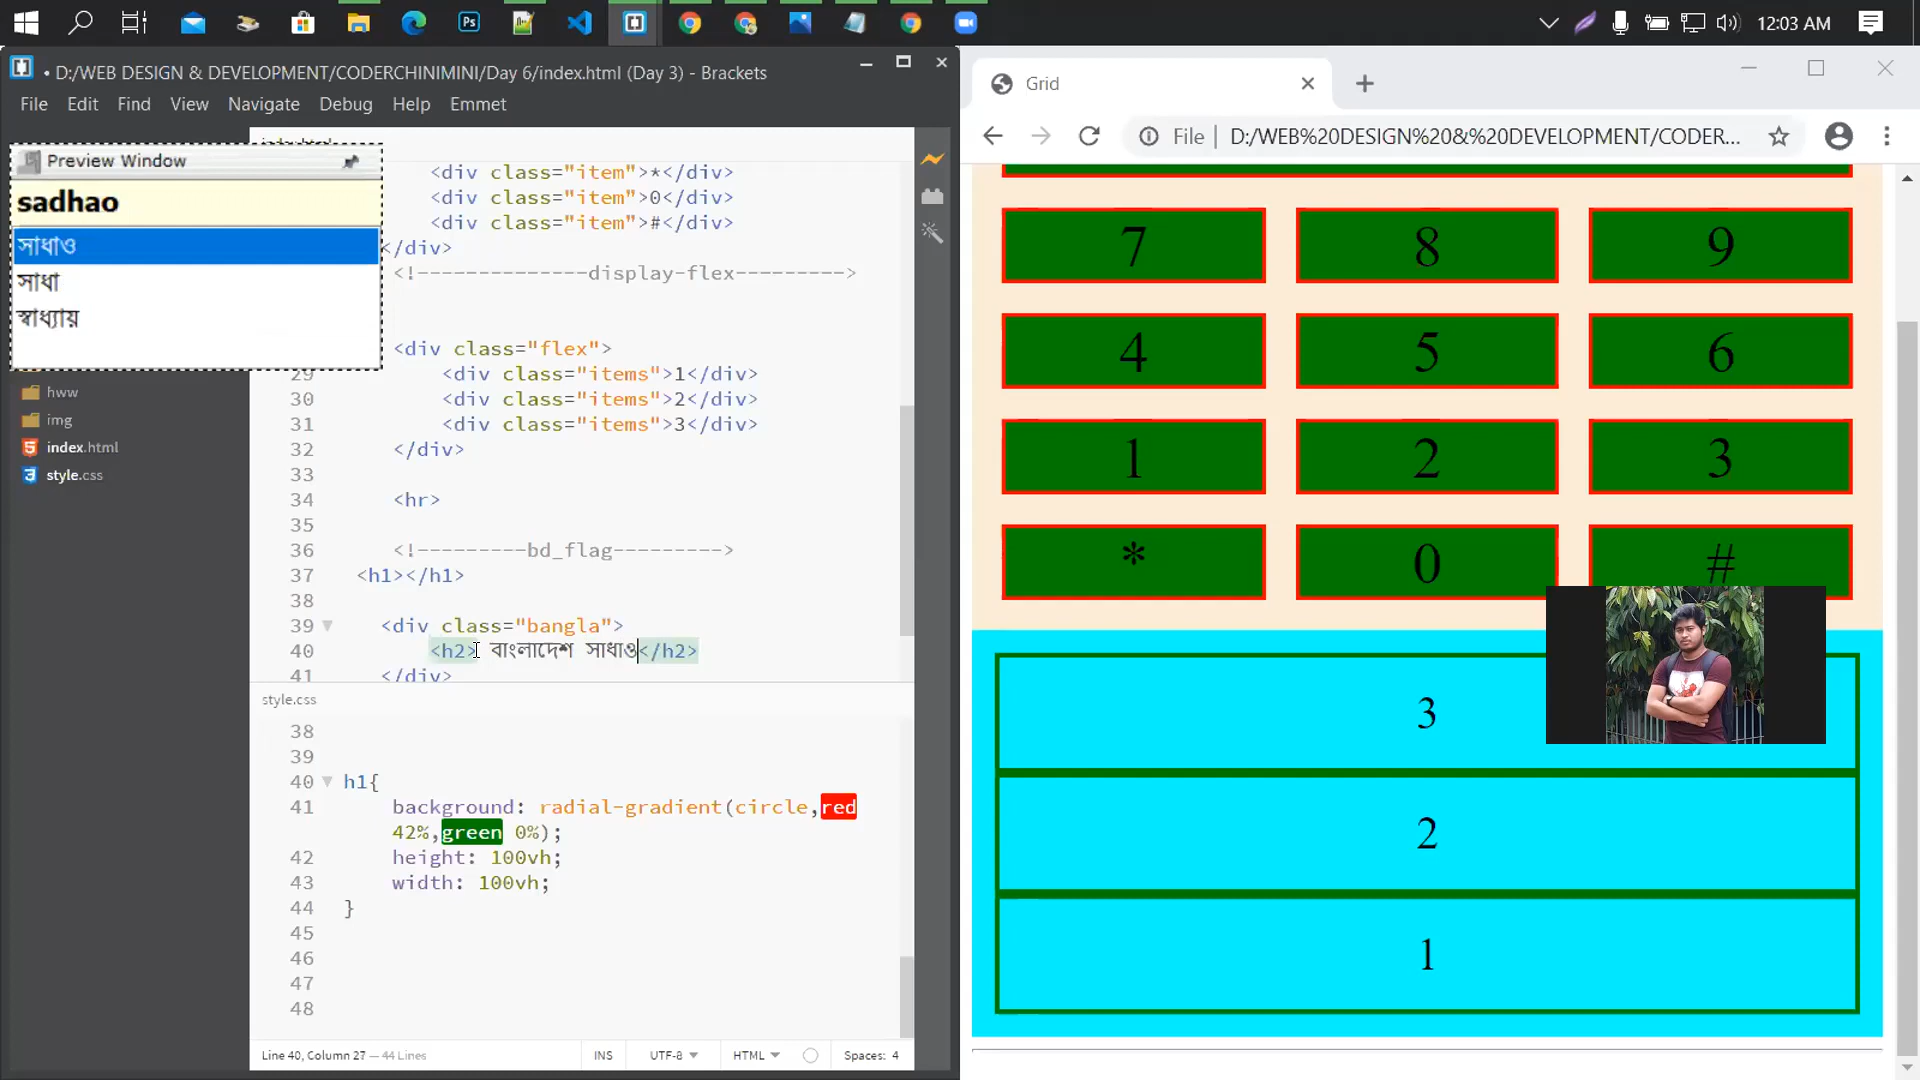 12:03 AM
• D:/WEB DESIGN & DEVELOPMENT/CODERCHINIMINI/Day 6/index.html (Day 3) - Brackets
File Edit Find View Navigate Debug Help Emmet
Preview Window
sadhao
সাধাও
সাধা
স্বাধ্যায়
hww
img
index.html
style.css
<div class="item">*</div>
<div class="item">0</div>
<div class="item">#</div>
</div>
<!--------------display-flex--------->
<div class="flex">
29 <div class="items">1</div>
30 <div class="items">2</div>
31 <div class="items">3</div>
32 </div>
33
34 <hr>
35
36 <!---------bd_flag--------->
37 <h1></h1>
38
39 <div class="bangla">
40 <h2> বাংলাদেশ সাধাও</h2>
41 </div>
style.css
38
39
40 h1{
41 background: radial-gradient(circle,red
42%,green 0%);
42 height: 100vh;
43 width: 100vh;
44 }
45
46
47
48
Line 40, Column 27 — 44 Lines
INS UTF-8 HTML Spaces: 4
Grid
File | D:/WEB%20DESIGN%20&%20DEVELOPMENT/CODER...
7 8 9
4 5 6
1 2 3
* 0 #
3
2
1
Ps